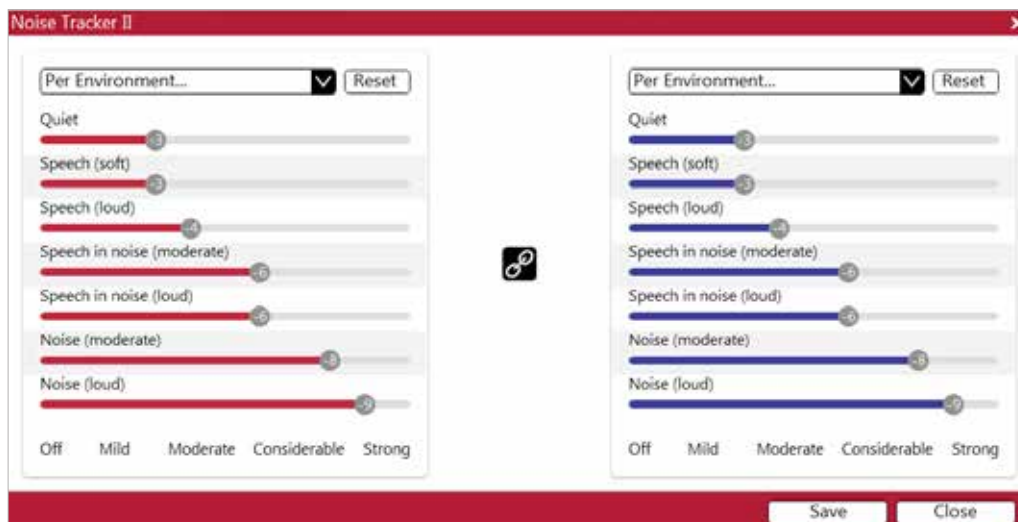 Noise Tracker II
Per Environment...
Reset
Quiet
-3
Speech (soft)
-3
Speech (loud)
-4
Speech in noise (moderate)
-6
Speech in noise (loud)
-6
Noise (moderate)
-8
Noise (loud)
-9
Off Mild Moderate Considerable Strong
Per Environment...
Reset
Quiet
-3
Speech (soft)
-3
Speech (loud)
-4
Speech in noise (moderate)
-6
Speech in noise (loud)
-6
Noise (moderate)
-8
Noise (loud)
-9
Off Mild Moderate Considerable Strong
Save Close